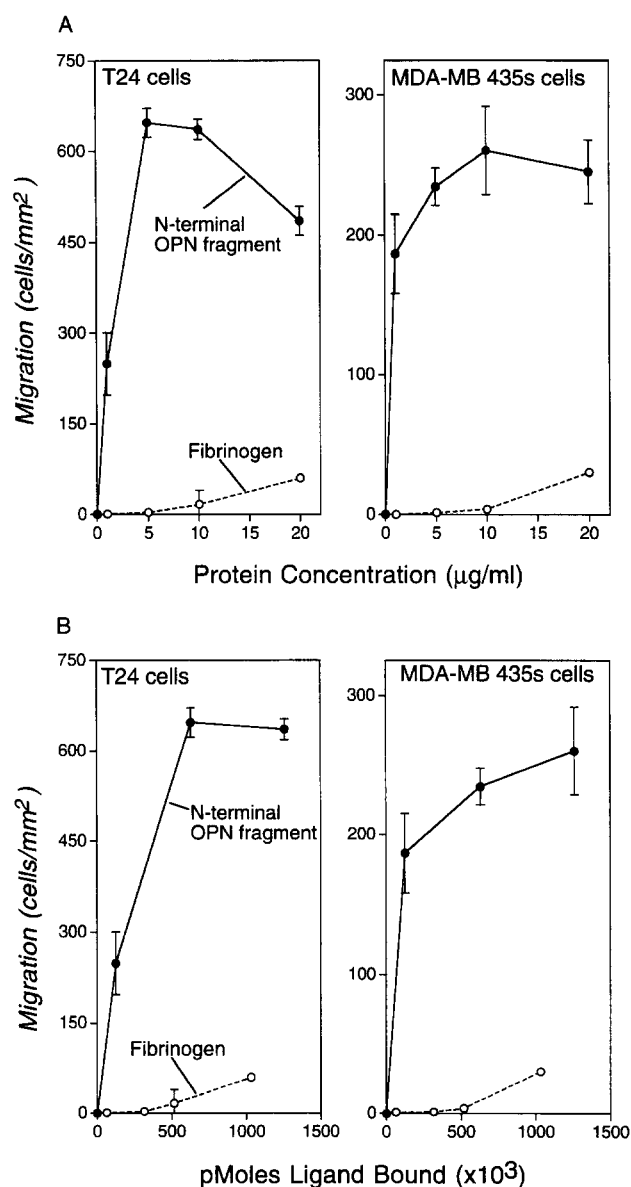 A
T24 cells
MDA-MB 435s cells
750
600
450
300
150
0
300
200
100
0
Migration (cells/mm²)
N-terminal
OPN fragment
Fibrinogen
Fibrinogen
0 5 10 15 20
0 5 10 15 20
Protein Concentration (µg/ml)
B
T24 cells
MDA-MB 435s cells
750
600
450
300
150
0
300
200
100
0
Migration (cells/mm²)
N-terminal
OPN fragment
0 500 1000 1500
0 500 1000 1500
pMoles Ligand Bound (x10³)